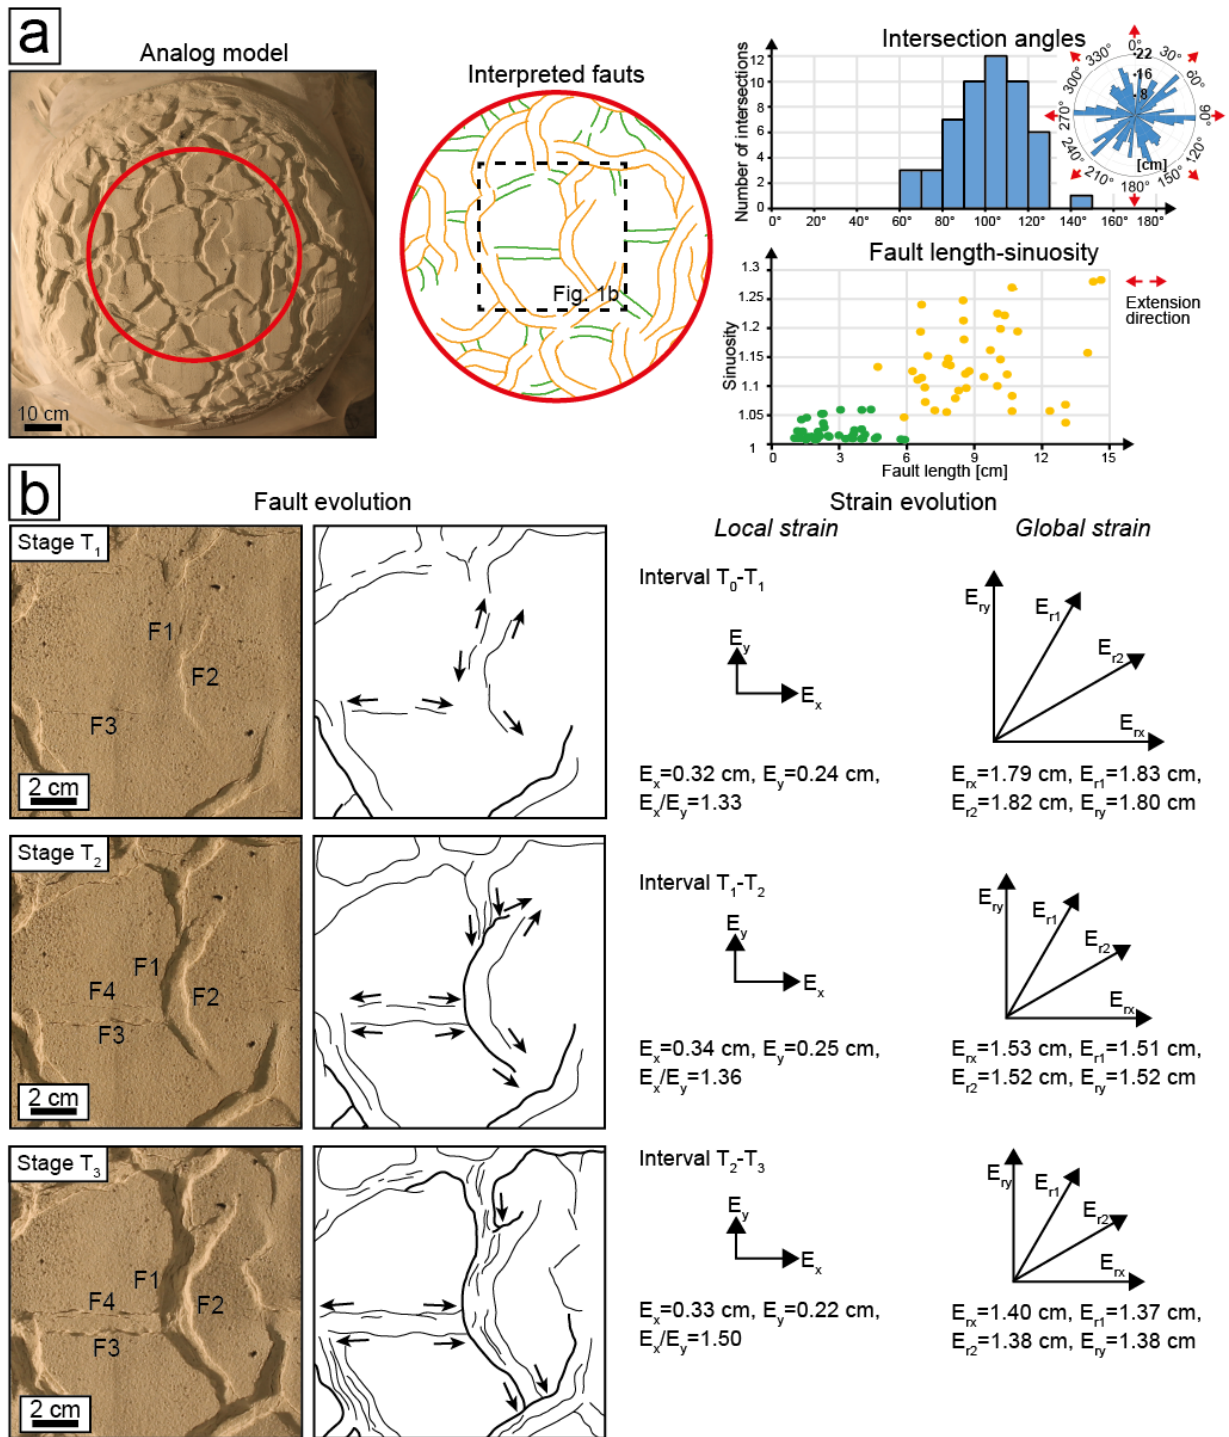 a
Analog model
10 cm
Interpreted fauts
Fig. 1b
Intersection angles
Number of intersections
12
10
8
6
4
2
0
0° 20° 40° 60° 80° 100° 120° 140° 160° 180°
0°
30°
60°
90°
120°
150°
180°
210°
240°
270°
300°
330°
22
16
8
[cm]
Fault length-sinuosity
Sinuosity
1.3
1.25
1.2
1.15
1.1
1.05
1
0 3 6 9 12 15
Fault length [cm]
Extension
direction
b
Fault evolution
Strain evolution
Local strain
Global strain
Stage T1
F1
F2
F3
2 cm
Interval T0-T1
Ey
Ex
Ex=0.32 cm, Ey=0.24 cm,
Ex/Ey=1.33
Ery
Er1
Er2
Erx
Erx=1.79 cm, Er1=1.83 cm,
Er2=1.82 cm, Ery=1.80 cm
Stage T2
F1
F4
F2
F3
2 cm
Interval T1-T2
Ey
Ex
Ex=0.34 cm, Ey=0.25 cm,
Ex/Ey=1.36
Ery
Er1
Er2
Erx
Erx=1.53 cm, Er1=1.51 cm,
Er2=1.52 cm, Ery=1.52 cm
Stage T3
F1
F4
F2
F3
2 cm
Interval T2-T3
Ey
Ex
Ex=0.33 cm, Ey=0.22 cm,
Ex/Ey=1.50
Ery
Er1
Er2
Erx
Erx=1.40 cm, Er1=1.37 cm,
Er2=1.38 cm, Ery=1.38 cm